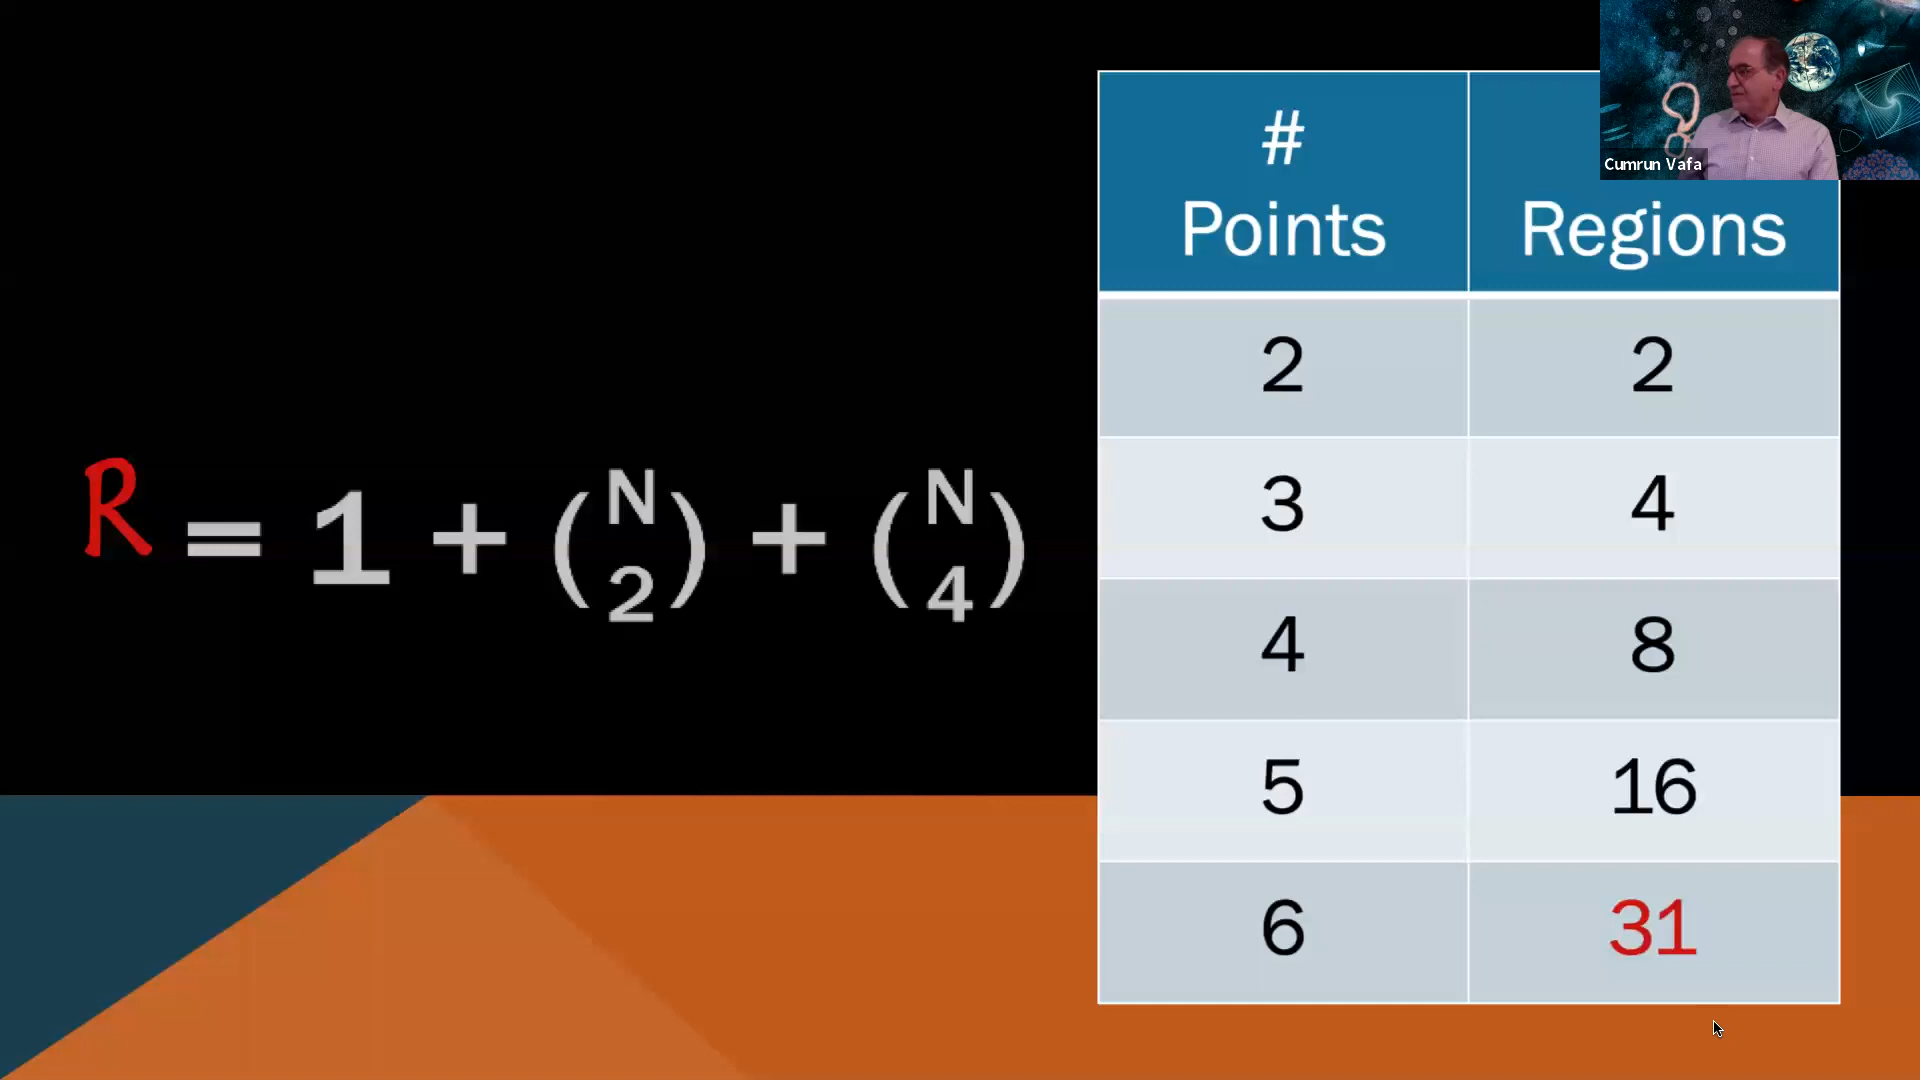 R = 1 + (N 2) + (N 4)
# Points Regions
2 2
3 4
4 8
5 16
6 31
Cumrun Vafa